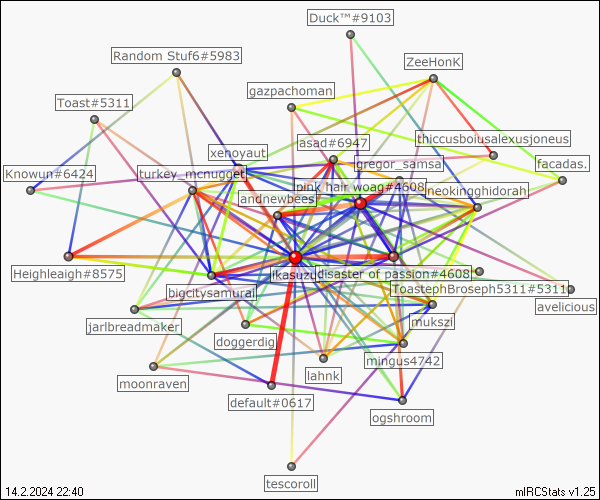 Duck™#9103
Random Stuf6#5983
ZeeHonK
gazpachoman
Toast#5311
thiccusboiusalexusjoneus
asad#6947
xenoyaut
gregor_samsa
facadas.
Knowun#6424
turkey_mcnugget
pink hair woag#4608
neokingghidorah
andnewbees
Heighleaigh#8575
ikasuzu
disaster of passion#4608
ToastephBroseph5311#5311
bigcitysamurai
avelicious
jarlbreadmaker
mukszi
doggerdig
mingus4742
lahnk
moonraven
default#0617
ogshroom
tescoroll
14.2.2024 22:40
mIRCStats v1.25